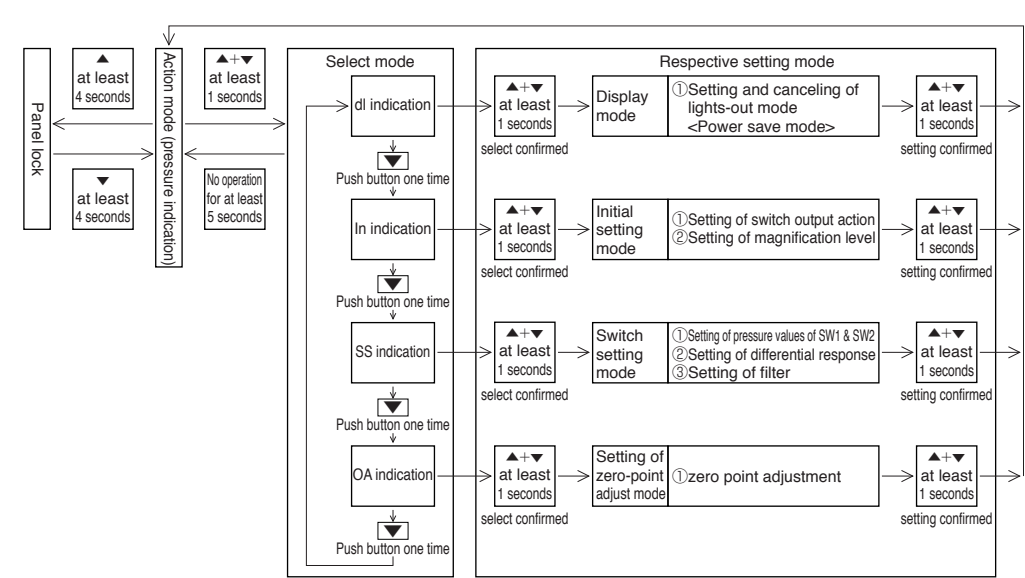 Panel lock
▲
at least
4 seconds
▼
at least
4 seconds
Action mode (pressure indication)
▲+▼
at least
1 seconds
No operation
for at least
5 seconds
Select mode
dI indication
▼
Push button one time
In indication
▼
Push button one time
SS indication
▼
Push button one time
OA indication
▼
Push button one time
Respective setting mode
▲+▼
at least
1 seconds
select confirmed
Display
mode
①Setting and canceling of
lights-out mode
<Power save mode>
▲+▼
at least
1 seconds
setting confirmed
▲+▼
at least
1 seconds
select confirmed
Initial
setting
mode
①Setting of switch output action
②Setting of magnification level
▲+▼
at least
1 seconds
setting confirmed
▲+▼
at least
1 seconds
select confirmed
Switch
setting
mode
①Setting of pressure values of SW1 & SW2
②Setting of differential response
③Setting of filter
▲+▼
at least
1 seconds
setting confirmed
▲+▼
at least
1 seconds
select confirmed
Setting of
zero-point
adjust mode
①zero point adjustment
▲+▼
at least
1 seconds
setting confirmed